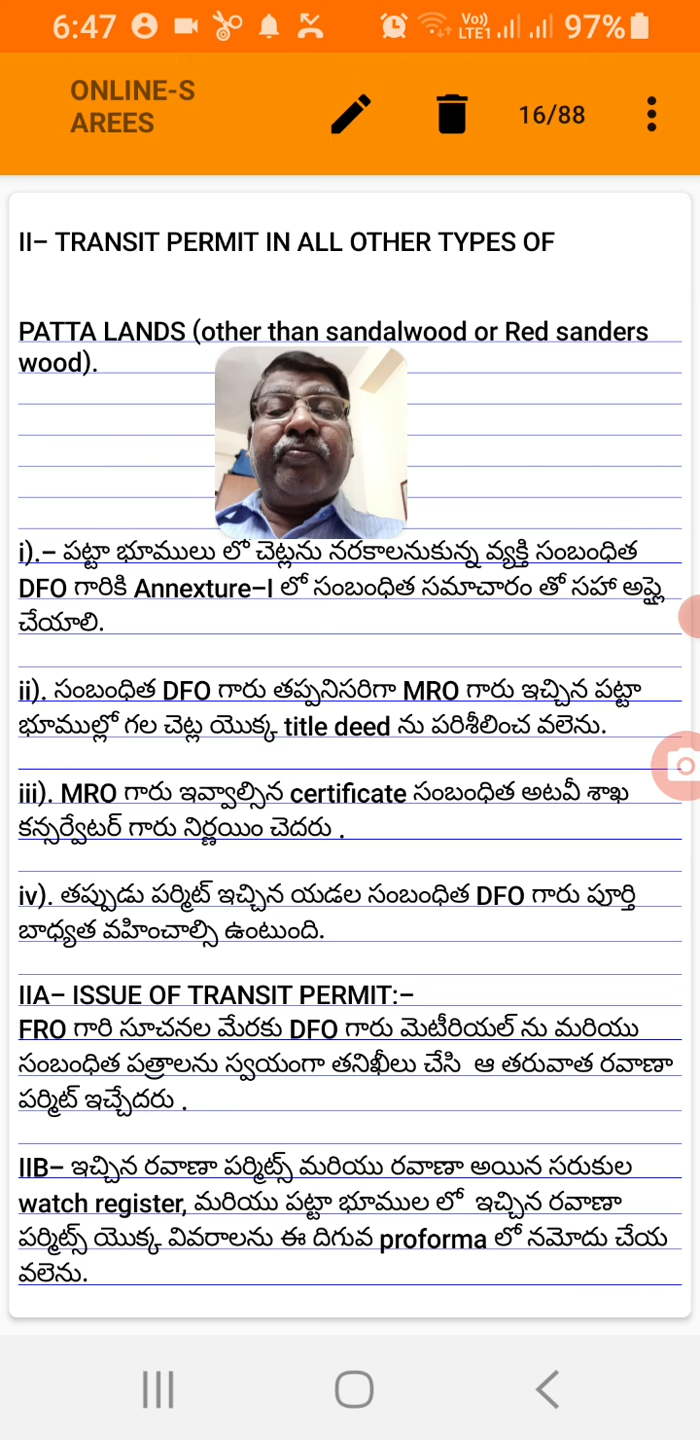 6:47
Vo))
LTE1
97%
ONLINE-S
AREES
16/88
II– TRANSIT PERMIT IN ALL OTHER TYPES OF
PATTA LANDS (other than sandalwood or Red sanders
wood).
i).– పట్టా భూములు లో చెట్లను నరకాలనుకున్న వ్యక్తి సంబంధిత
DFO గారికి Annexture–I లో సంబంధిత సమాచారం తో సహా అప్లై
చేయాలి.
ii). సంబంధిత DFO గారు తప్పనిసరిగా MRO గారు ఇచ్చిన పట్టా
భూముల్లో గల చెట్ల యొక్క title deed ను పరిశీలించ వలెను.
iii). MRO గారు ఇవ్వాల్సిన certificate సంబంధిత అటవీ శాఖ
కన్సర్వేటర్ గారు నిర్ణయిం చెదరు .
iv). తప్పుడు పర్మిట్ ఇచ్చిన యడల సంబంధిత DFO గారు పూర్తి
బాధ్యత వహించాల్సి ఉంటుంది.
IIA– ISSUE OF TRANSIT PERMIT:–
FRO గారి సూచనల మేరకు DFO గారు మెటీరియల్ ను మరియు
సంబంధిత పత్రాలను స్వయంగా తనిఖీలు చేసి ఆ తరువాత రవాణా
పర్మిట్ ఇచ్చేదరు .
IIB– ఇచ్చిన రవాణా పర్మిట్స్ మరియు రవాణా అయిన సరుకుల
watch register, మరియు పట్టా భూముల లో ఇచ్చిన రవాణా
పర్మిట్స్ యొక్క వివరాలను ఈ దిగువ proforma లో నమోదు చేయ
వలెను.